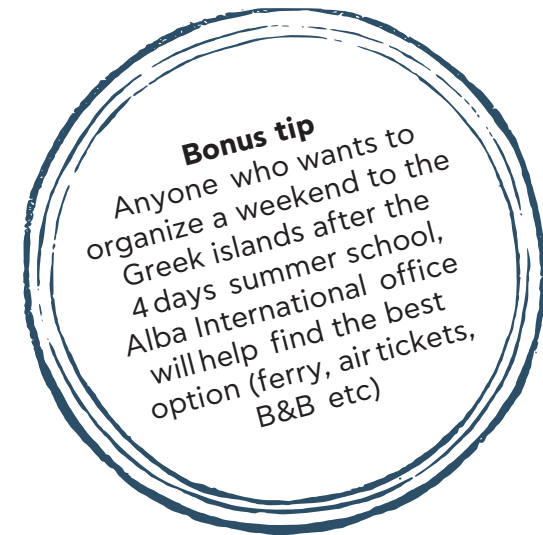 Bonus tip
Anyone who wants to
organize a weekend to the
Greek islands after the
4 days summer school,
Alba International office
will help find the best
option (ferry, air tickets,
B&B etc)